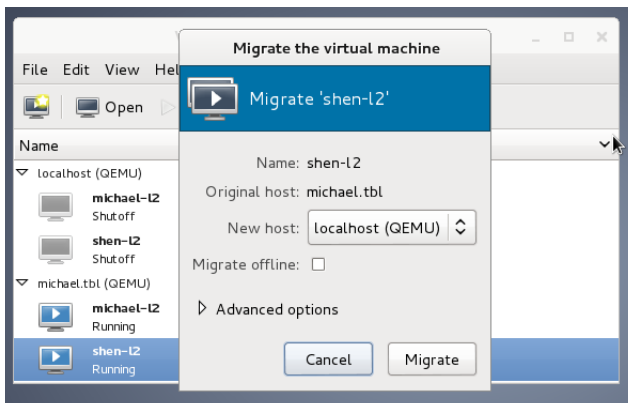 Migrate the virtual machine
File Edit View Hel
Migrate 'shen-l2'
Open
Name
Name: shen-l2
localhost (QEMU)
Original host: michael.tbl
michael-l2
Shutoff
New host: localhost (QEMU)
shen-l2
Shutoff
Migrate offline:
michael.tbl (QEMU)
michael-l2
Running
Advanced options
shen-l2
Running
Cancel Migrate